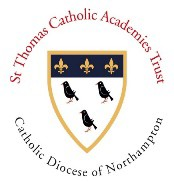 St Thomas Catholic Academies Trust
Catholic Diocese of Northampton